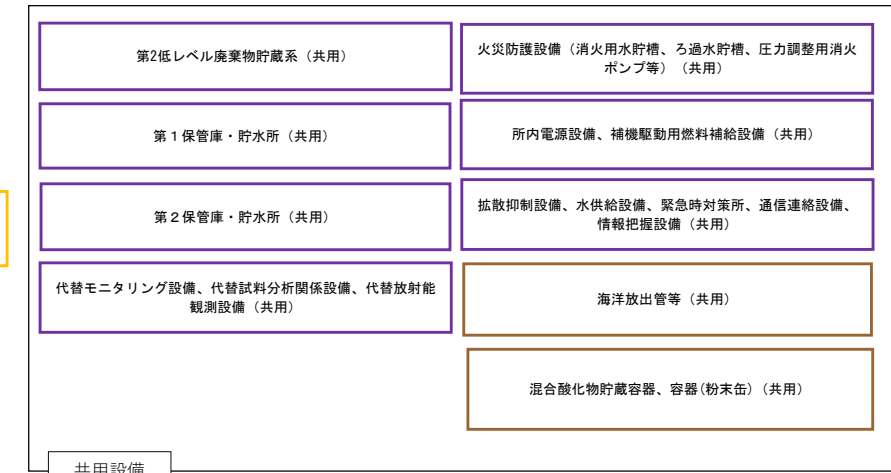 第2低レベル廃棄物貯蔵系（共用）
第１保管庫・貯水所（共用）
第２保管庫・貯水所（共用）
代替モニタリング設備、代替試料分析関係設備、代替放射能
観測設備（共用）
火災防護設備（消火用水貯槽、ろ過水貯槽、圧力調整用消火
ポンプ等）（共用）
所内電源設備、補機駆動用燃料補給設備（共用）
拡散抑制設備、水供給設備、緊急時対策所、通信連絡設備、
情報把握設備（共用）
海洋放出管等（共用）
混合酸化物貯蔵容器、容器(粉末缶)（共用）
共用設備